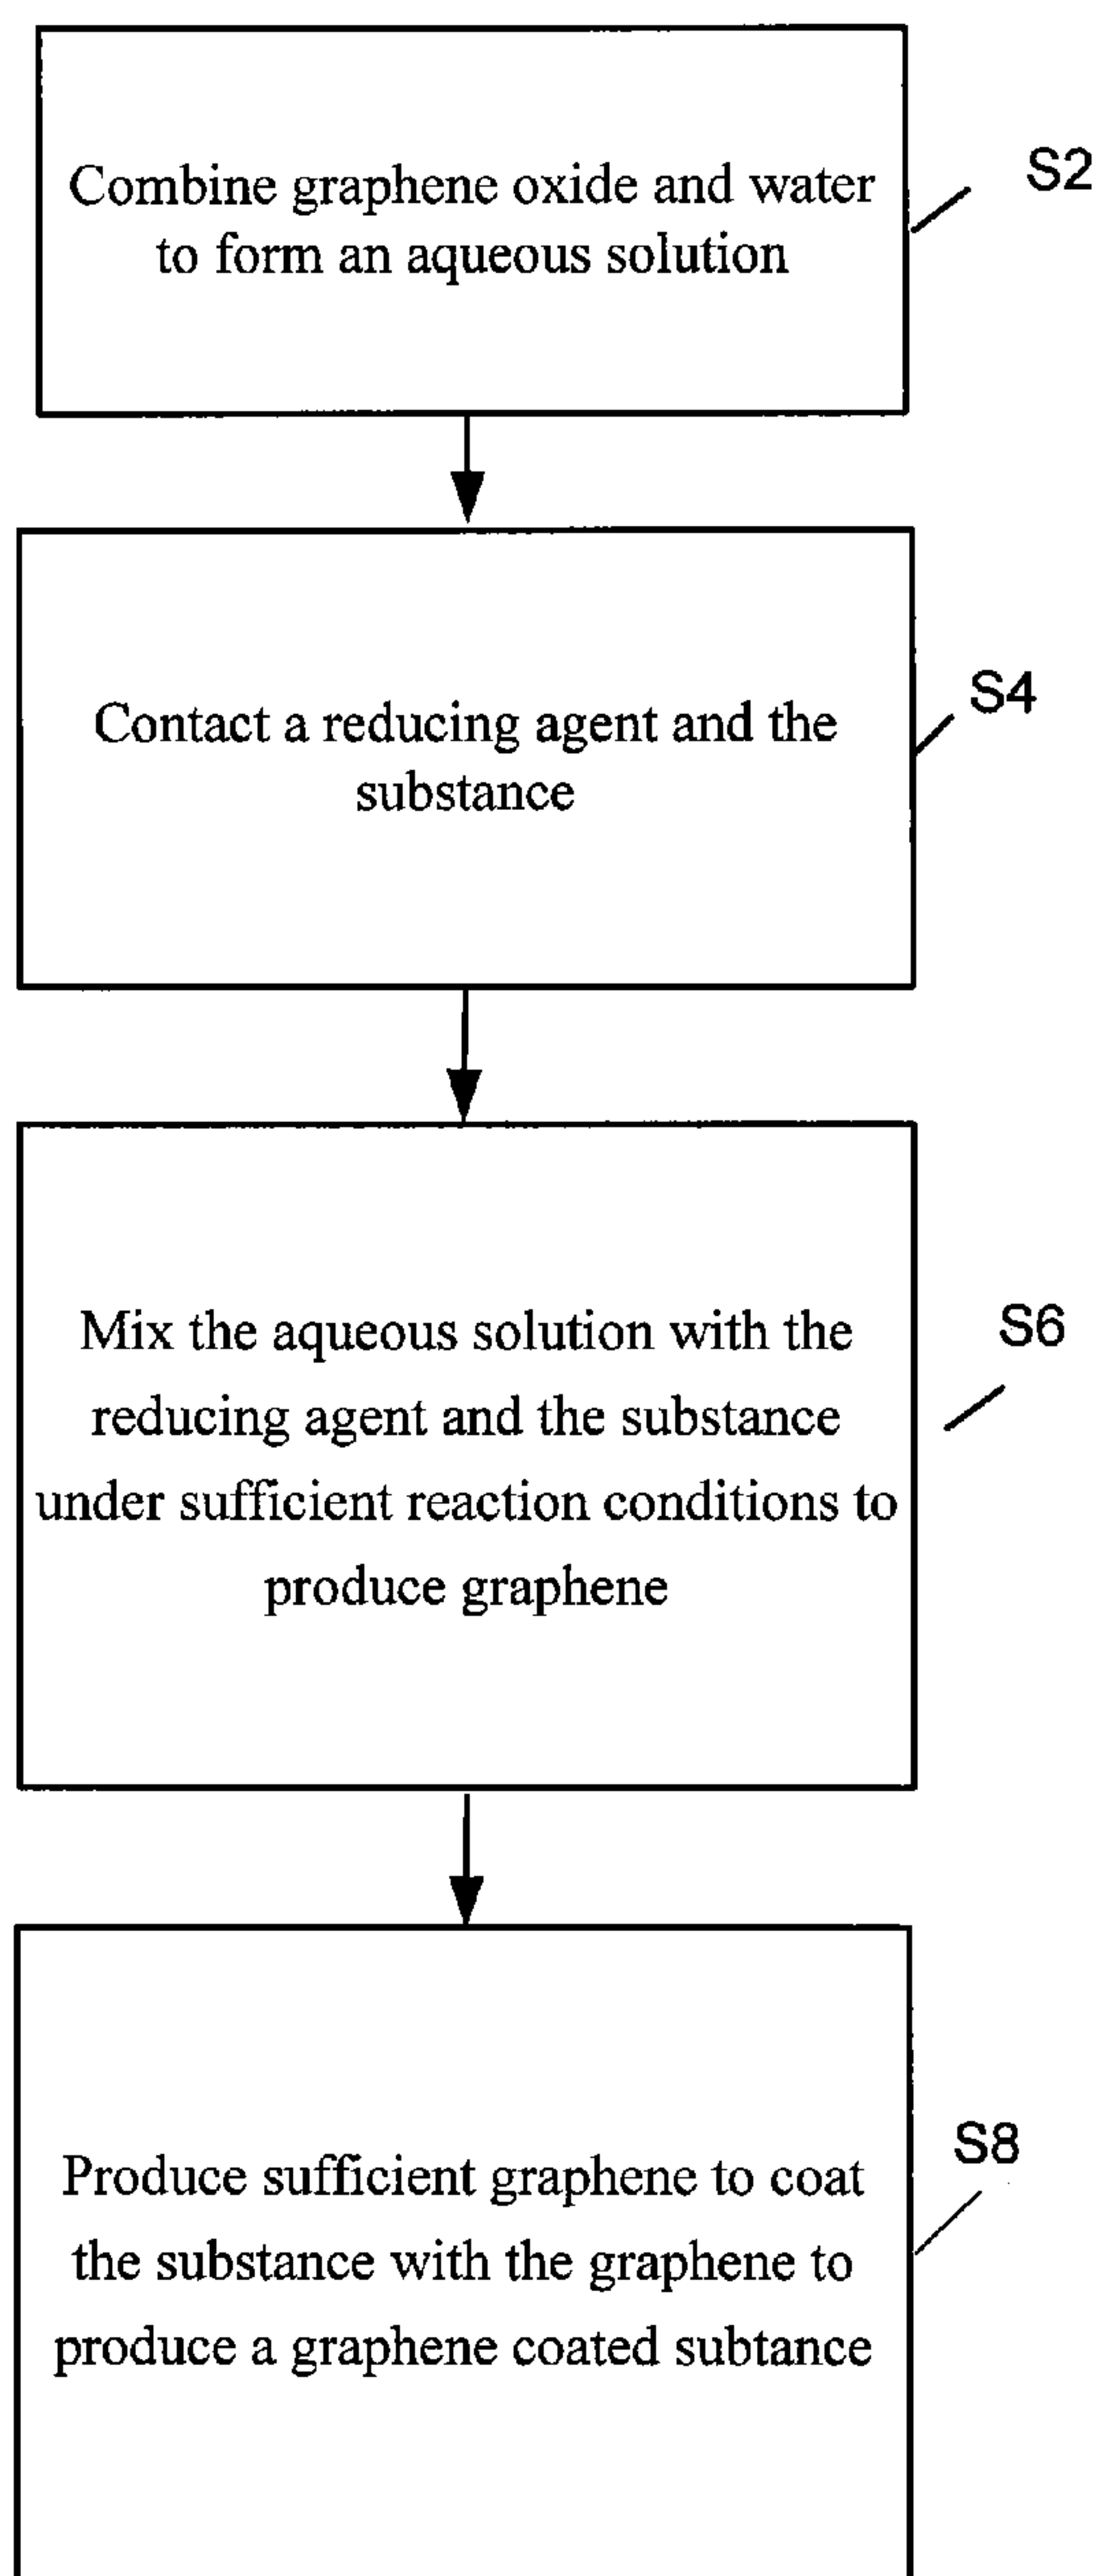 Combine graphene oxide and water
to form an aqueous solution
S2
Contact a reducing agent and the
substance
S4
Mix the aqueous solution with the
reducing agent and the substance
under sufficient reaction conditions to
produce graphene
S6
Produce sufficient graphene to coat
the substance with the graphene to
produce a graphene coated subtance
S8